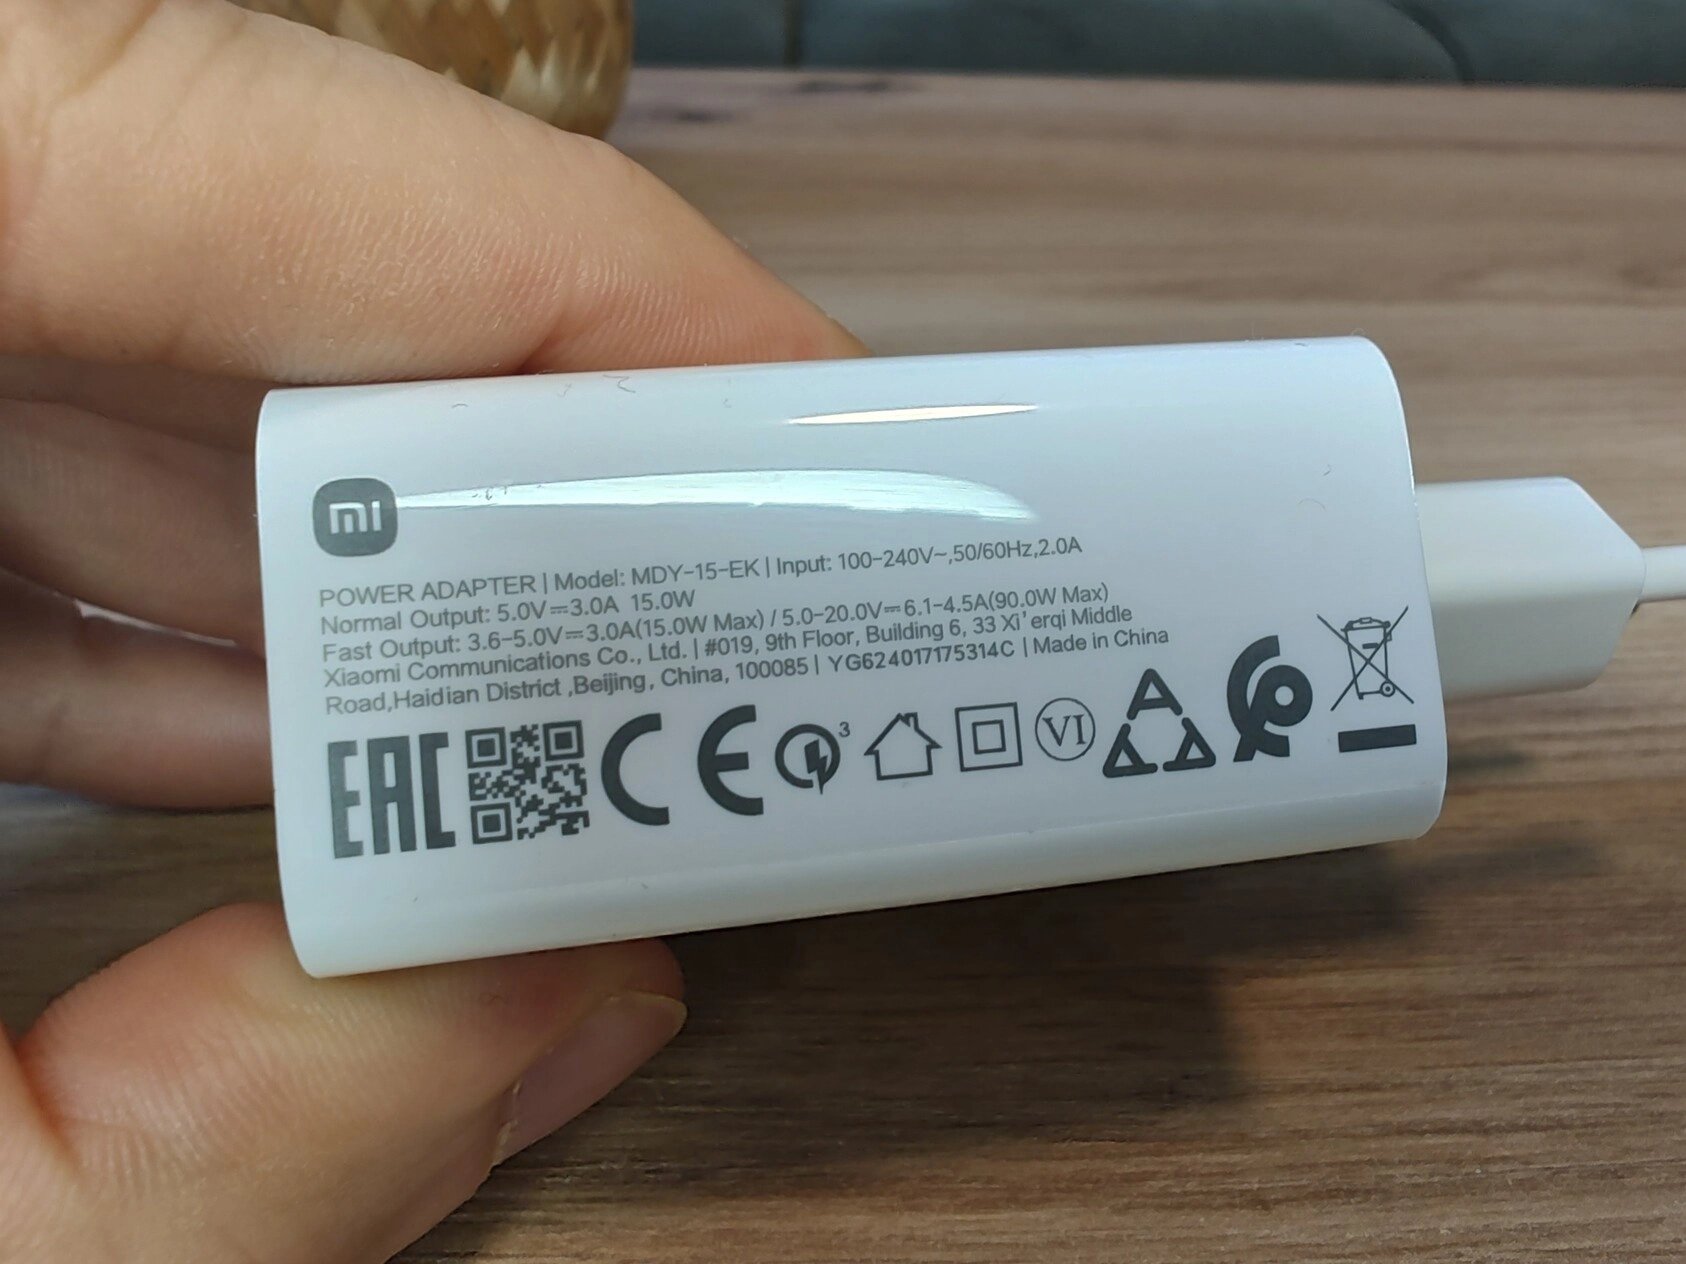 mi
POWER ADAPTER | Model: MDY-15-EK | Input: 100-240V~,50/60Hz,2.0A
Normal Output: 5.0V⎓3.0A 15.0W
Fast Output: 3.6-5.0V⎓3.0A(15.0W Max) / 5.0-20.0V⎓6.1-4.5A(90.0W Max)
Xiaomi Communications Co., Ltd. | #019, 9th Floor, Building 6, 33 Xi'erqi Middle
Road,Haidian District ,Beijing, China, 100085 | YG624017175314C | Made in China
EAC CE 3 VI